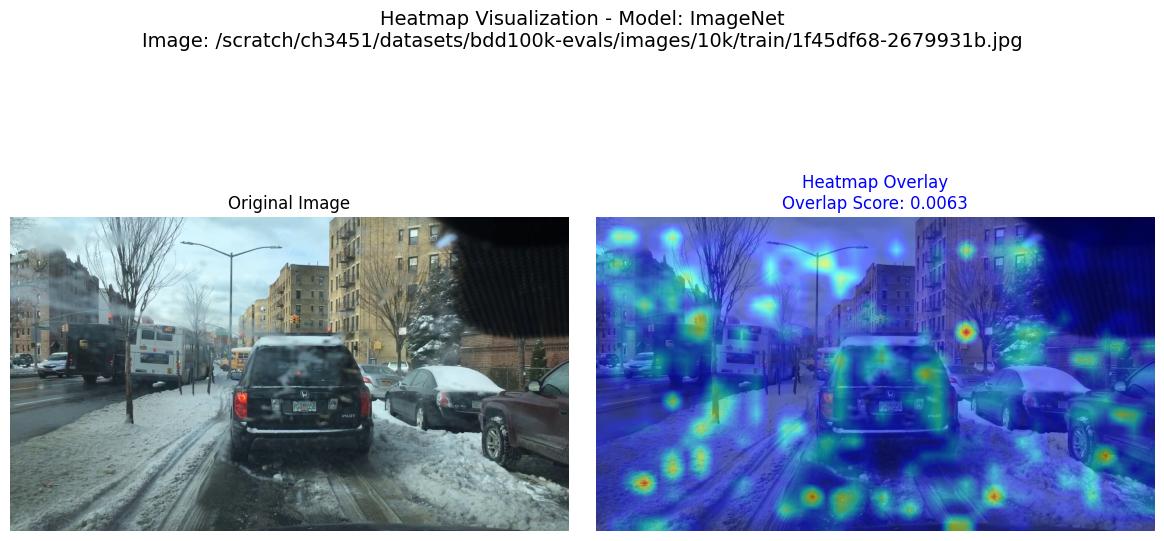 Heatmap Visualization - Model: ImageNet
Image: /scratch/ch3451/datasets/bdd100k-evals/images/10k/train/1f45df68-2679931b.jpg
Original Image
Heatmap Overlay
Overlap Score: 0.0063